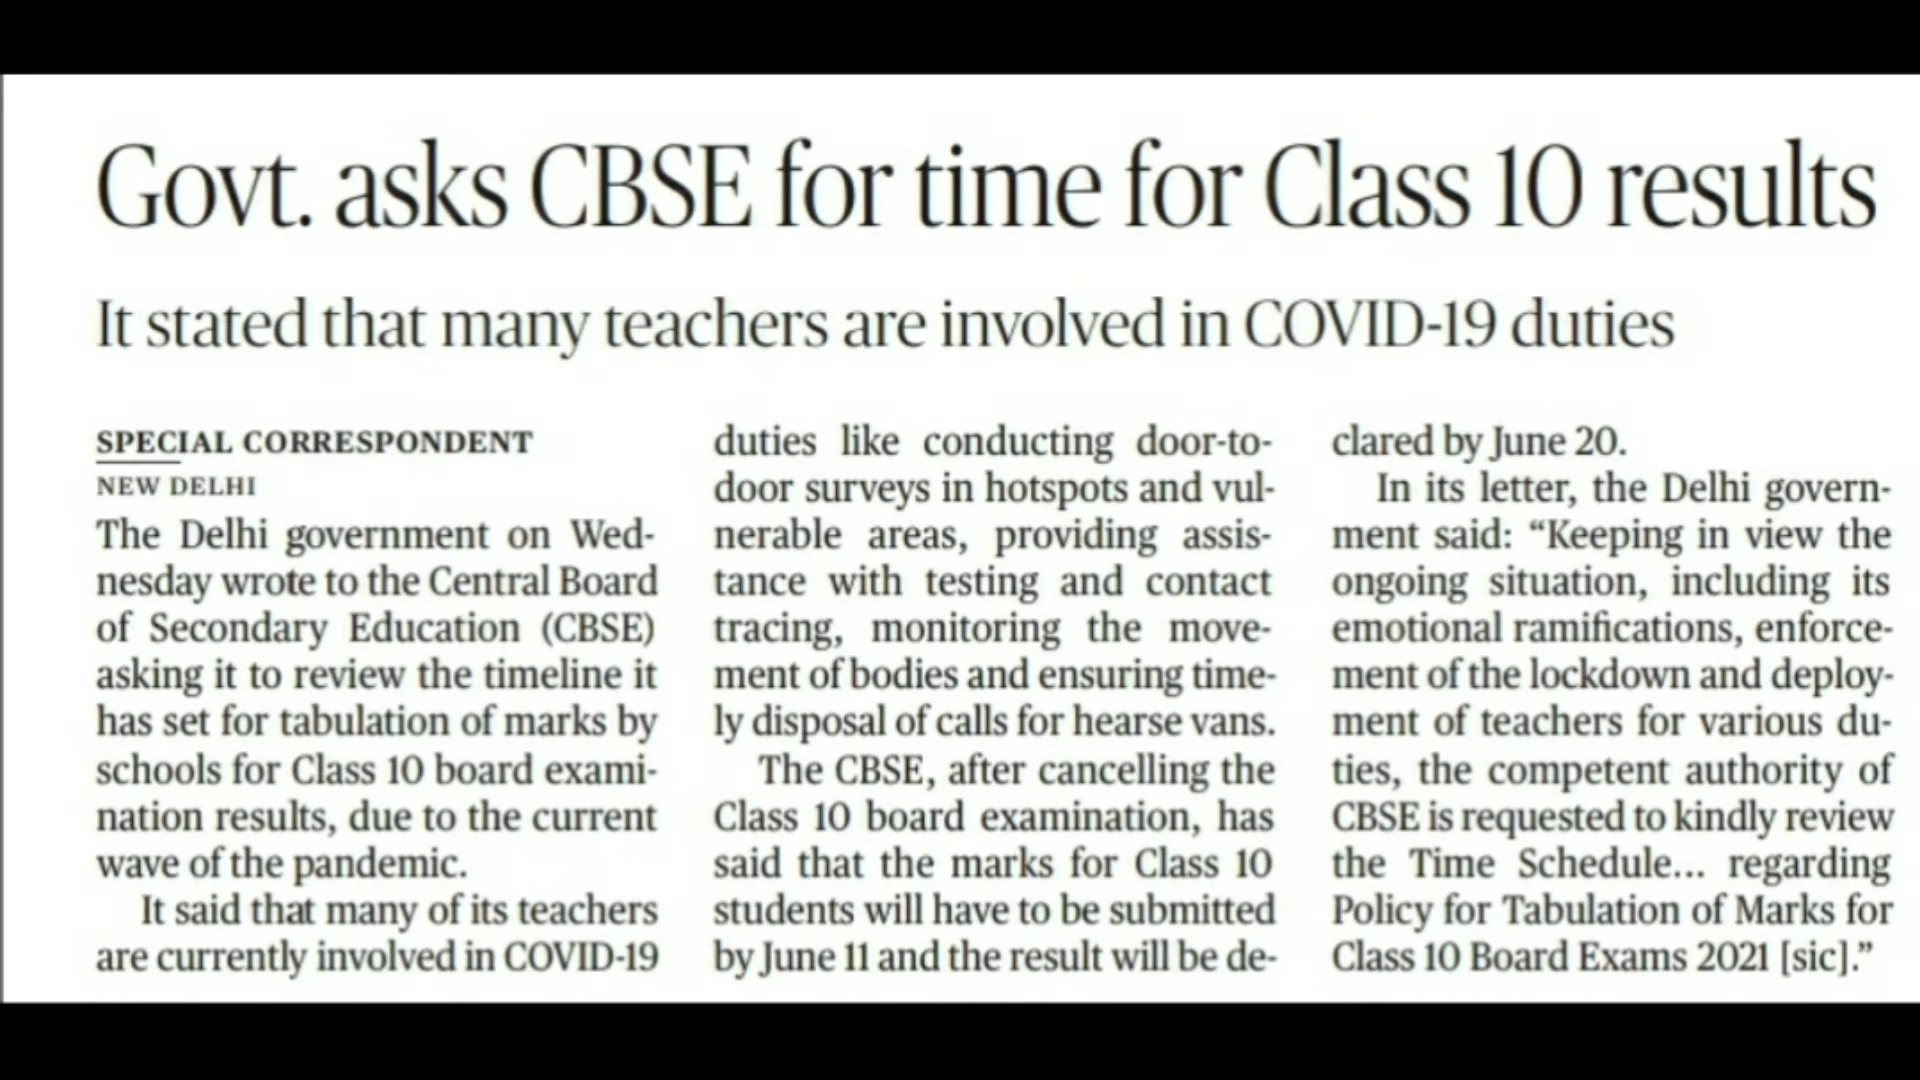 Govt. asks CBSE for time for Class 10 results
It stated that many teachers are involved in COVID-19 duties
SPECIAL CORRESPONDENT
NEW DELHI
The Delhi government on Wed-
nesday wrote to the Central Board
of Secondary Education (CBSE)
asking it to review the timeline it
has set for tabulation of marks by
schools for Class 10 board exami-
nation results, due to the current
wave of the pandemic.
It said that many of its teachers
are currently involved in COVID-19
duties like conducting door-to-
door surveys in hotspots and vul-
nerable areas, providing assis-
tance with testing and contact
tracing, monitoring the move-
ment of bodies and ensuring time-
ly disposal of calls for hearse vans.
The CBSE, after cancelling the
Class 10 board examination, has
said that the marks for Class 10
students will have to be submitted
by June 11 and the result will be de-
clared by June 20.
In its letter, the Delhi govern-
ment said: “Keeping in view the
ongoing situation, including its
emotional ramifications, enforce-
ment of the lockdown and deploy-
ment of teachers for various du-
ties, the competent authority of
CBSE is requested to kindly review
the Time Schedule... regarding
Policy for Tabulation of Marks for
Class 10 Board Exams 2021 [sic].”